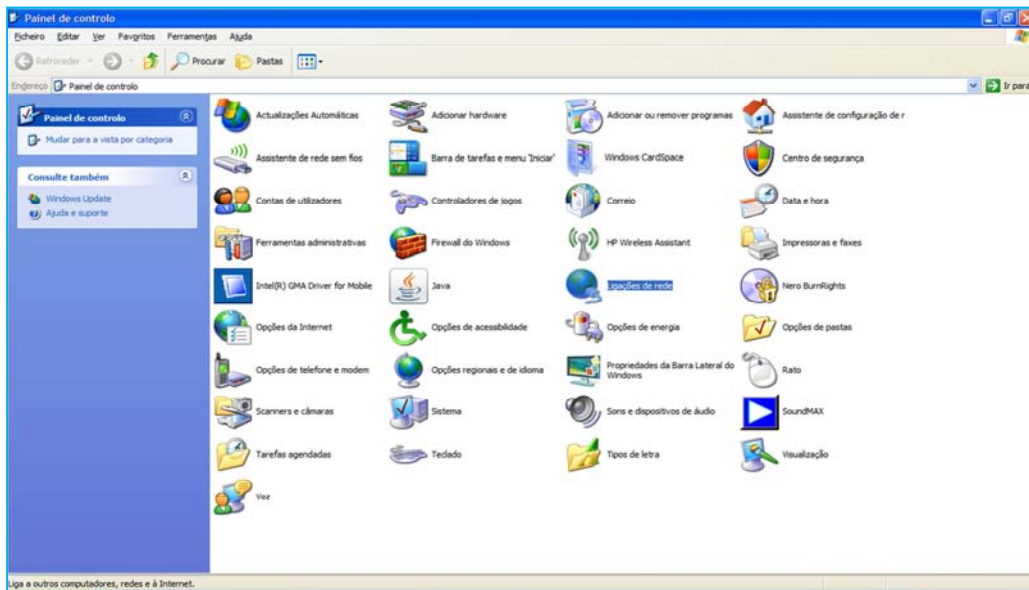 Painel de controlo
Ficheiro Editar Ver Favoritos Ferramentas Ajuda
Retroceder Procurar Pastas
Endereço Painel de controlo Ir para
Painel de controlo
Mudar para a vista por categoria
Consulte também
Windows Update
Ajuda e suporte
Actualizações Automáticas Adicionar hardware Adicionar ou remover programas Assistente de configuração de r
Assistente de rede sem fios Barra de tarefas e menu 'Iniciar' Windows CardSpace Centro de segurança
Contas de utilizadores Controladores de jogos Correio Data e hora
Ferramentas administrativas Firewall do Windows HP Wireless Assistant Impressoras e faxes
Intel(R) GMA Driver for Mobile Java Ligações de rede Nero BurnRights
Opções da Internet Opções de acessibilidade Opções de energia Opções de pastas
Opções de telefone e modem Opções regionais e de idioma Propriedades da Barra Lateral do Windows Rato
Scanners e câmaras Sistema Sons e dispositivos de áudio SoundMAX
Tarefas agendadas Teclado Tipos de letra Visualização
Voz
Liga a outros computadores, redes e à Internet.